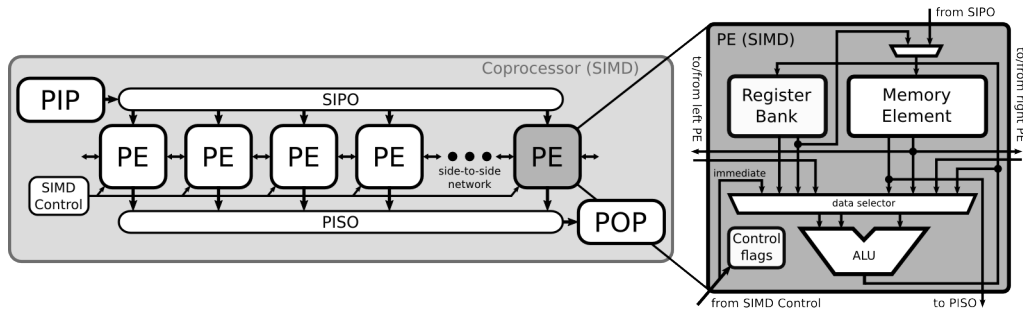 Coprocessor (SIMD)
PIP
SIPO
PE
PE
PE
PE
PE
side-to-side
network
SIMD
Control
PISO
POP
from SIPO
PE (SIMD)
to/from left PE
to/from right PE
Register
Bank
Memory
Element
immediate
data selector
Control
flags
ALU
from SIMD Control
to PISO